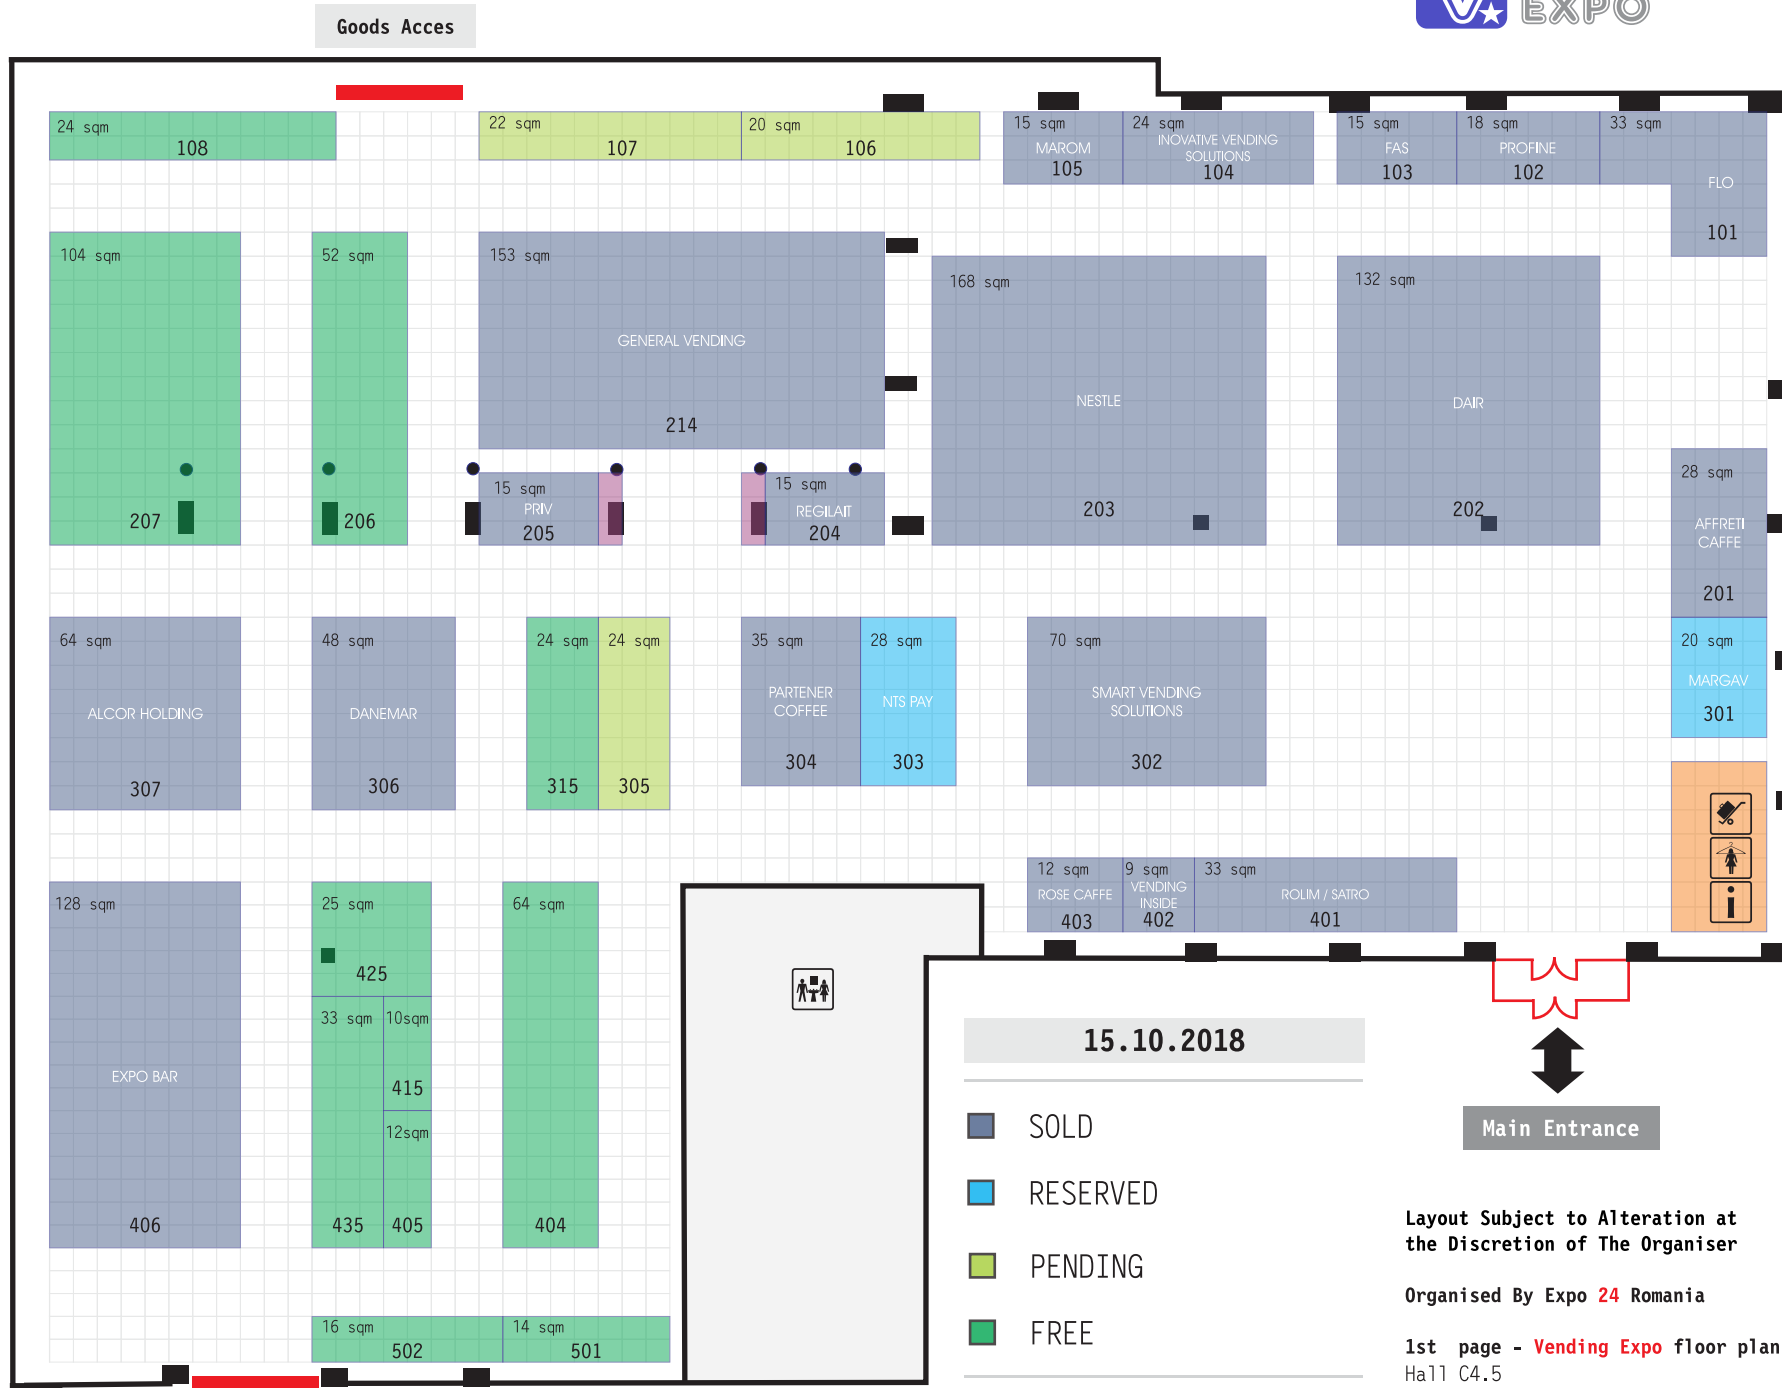 EXPO
Goods Acces
24 sqm
108
22 sqm
107
20 sqm
106
15 sqm
MAROM
105
24 sqm
INOVATIVE VENDING
SOLUTIONS
104
15 sqm
FAS
103
18 sqm
PROFINE
102
33 sqm
FLO
101
104 sqm
207
52 sqm
206
153 sqm
GENERAL VENDING
214
15 sqm
PRIV
205
15 sqm
REGILAIT
204
168 sqm
NESTLE
203
132 sqm
DAIR
202
28 sqm
AFFRETI
CAFFE
201
64 sqm
ALCOR HOLDING
307
48 sqm
DANEMAR
306
24 sqm
315
24 sqm
305
35 sqm
PARTENER
COFFEE
304
28 sqm
NTS PAY
303
70 sqm
SMART VENDING
SOLUTIONS
302
20 sqm
MARGAV
301
128 sqm
EXPO BAR
406
25 sqm
425
33 sqm
435
10sqm
415
12sqm
405
64 sqm
404
12 sqm
ROSE CAFFE
403
9 sqm
VENDING
INSIDE
402
33 sqm
ROLIM / SATRO
401
16 sqm
502
14 sqm
501
15.10.2018
SOLD
RESERVED
PENDING
FREE
Main Entrance
Layout Subject to Alteration at
the Discretion of The Organiser
Organised By Expo 24 Romania
1st page - Vending Expo floor plan
Hall C4.5